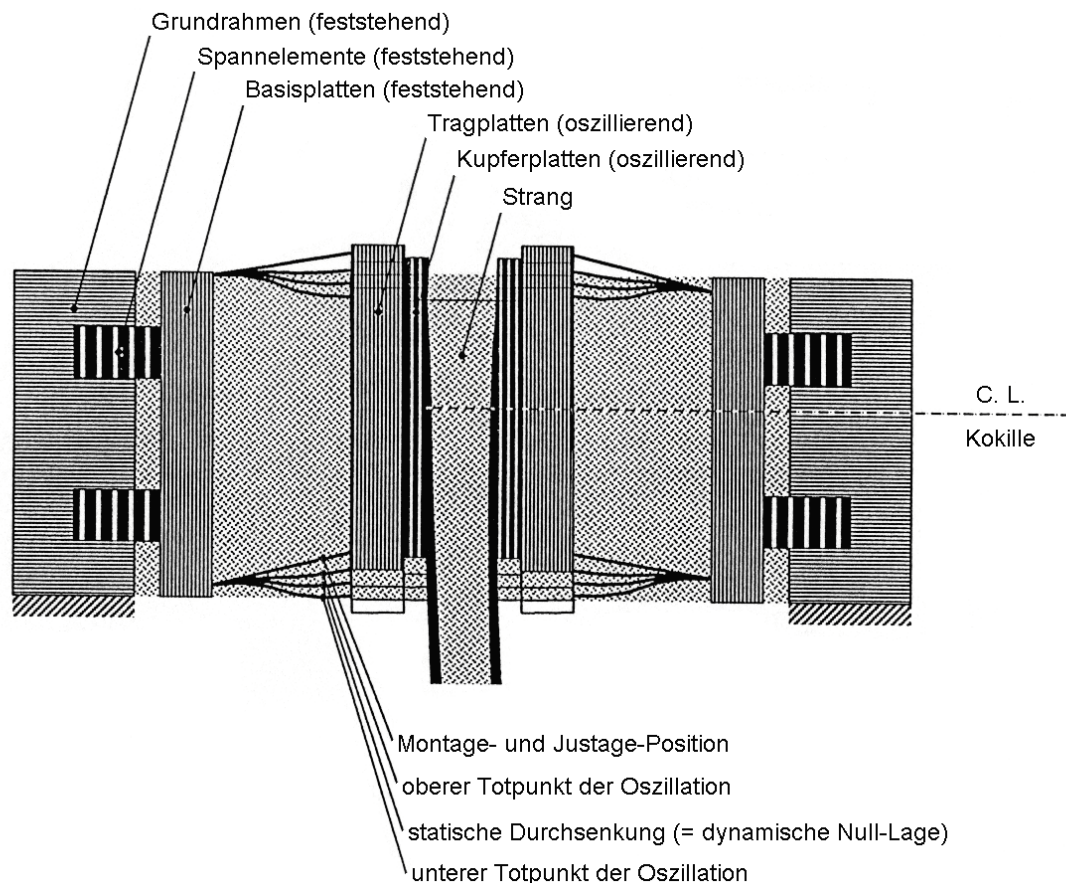 Grundrahmen (feststehend)
Spannelemente (feststehend)
Basisplatten (feststehend)
Tragplatten (oszillierend)
Kupferplatten (oszillierend)
Strang
C. L.
Kokille
Montage- und Justage-Position
oberer Totpunkt der Oszillation
statische Durchsenkung (= dynamische Null-Lage)
unterer Totpunkt der Oszillation